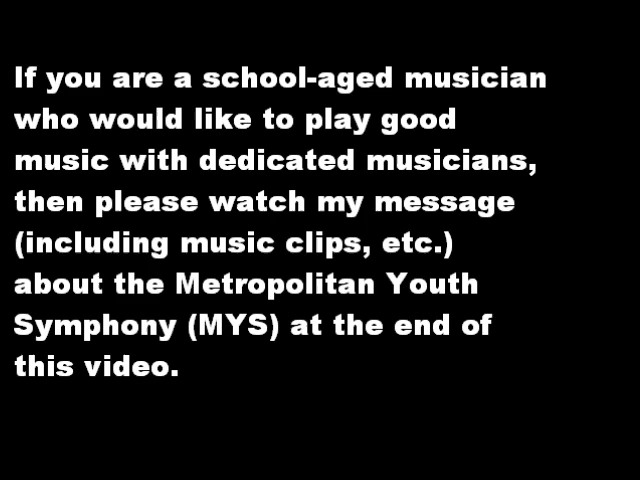 If you are a school-aged musician
who would like to play good
music with dedicated musicians,
then please watch my message
(including music clips, etc.)
about the Metropolitan Youth
Symphony (MYS) at the end of
this video.